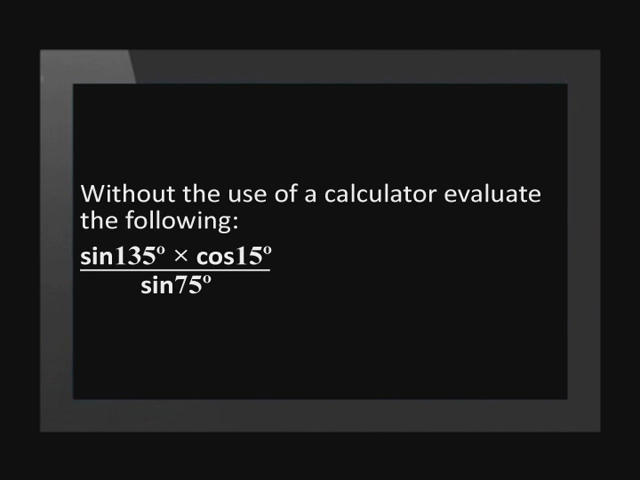 Without the use of a calculator evaluate
the following:
sin135º × cos15º
sin75º